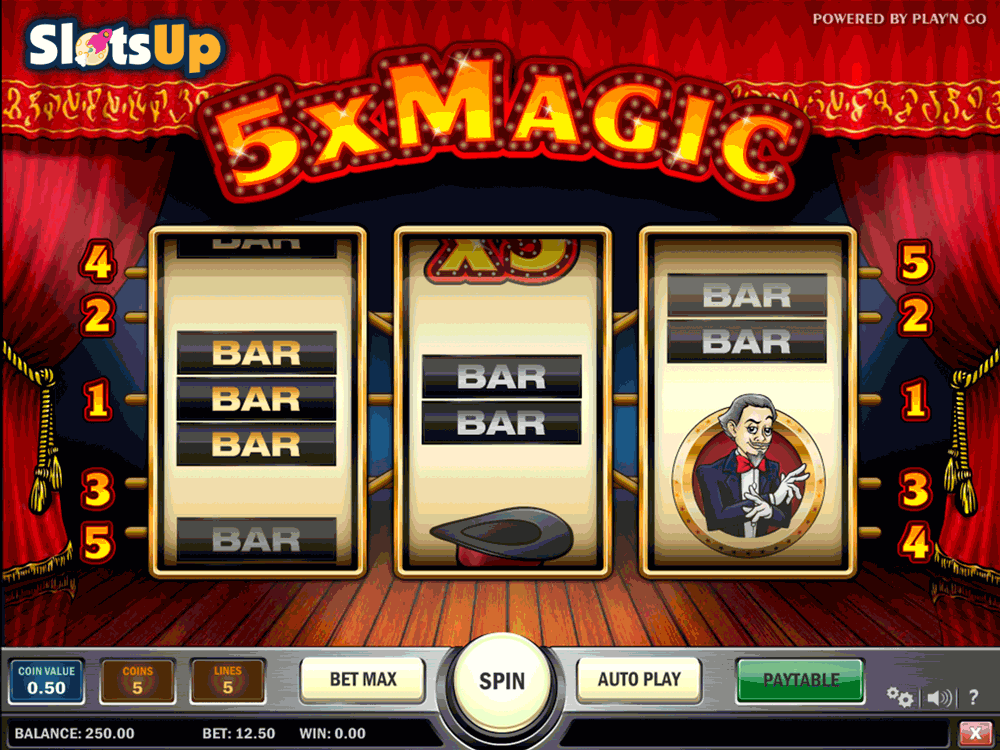 SlotsUp
POWERED BY PLAY'N GO
5xMAGIC
BAR
x5
4 5
BAR
2 2
BAR
BAR
BAR
BAR
1 1
BAR
BAR
BAR
3 3
BAR
5 4
COIN VALUE
0.50
COINS
5
LINES
5
BET MAX
SPIN
AUTO PLAY
PAYTABLE
?
BALANCE: 250.00 BET: 12.50 WIN: 0.00
X